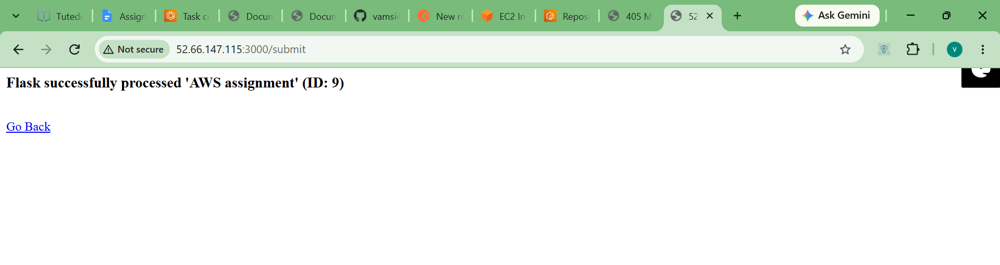 Tuted
Assign
Task c
Docun
Docun
vamsi
New r
EC2 In
Repos
405 M
52
Ask Gemini
Not secure
52.66.147.115:3000/submit
V
Flask successfully processed 'AWS assignment' (ID: 9)
Go Back